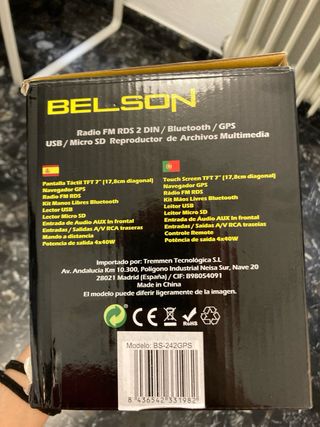 BELSON
Radio FM RDS 2 DIN / Bluetooth / GPS
USB / Micro SD Reproductor de Archivos Multimedia
Pantalla Táctil TFT 7" (17,8cm diagonal)
Navegador GPS
Radio FM RDS
Kit Manos Libres Bluetooth
Lector USB
Lector Micro SD
Entrada de Audio AUX In frontal
Entradas / Salidas A/V RCA traseras
Mando a distancia
Potencia de salida 4x40W
Touch Screen TFT 7" (17,8cm diagonal)
Navegador GPS
Rádio FM RDS
Kit Mãos Livres Bluetooth
Leitor USB
Leitor Micro SD
Entrada de Áudio AUX In frontal
Entradas / Saídas A/V RCA traseiras
Controle Remoto
Potência de saída 4x40W
Importado por: Tremmen Tecnológica S.L.
Av. Andalucía Km 10.300, Polígono Industrial Neisa Sur, Nave 20
28021 Madrid (España) / CIF: B98054091
Made in China
El producto puede diferir ligeramente de la imagen.
CE
RoHS
Modelo: BS-242GPS
8 436542 331982